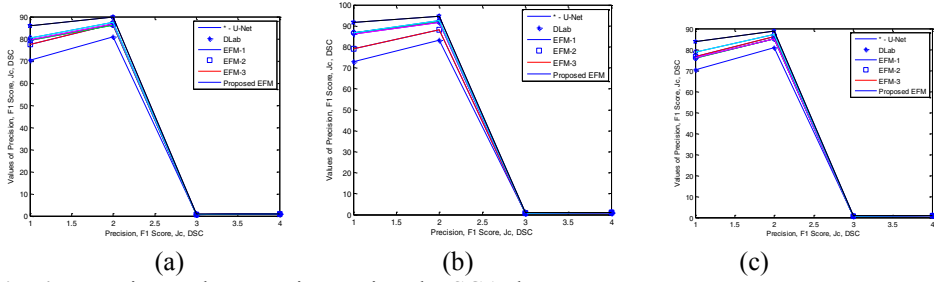 Values of Precision, F1 Score, Jc, DSC
90
80
70
60
50
40
30
20
10
0
1 1.5 2 2.5 3 3.5 4
Precision, F1 Score, Jc, DSC
* - U-Net
DLab
EFM-1
EFM-2
EFM-3
Proposed EFM
(a)
Values of Precision, F1 Score, Jc, DSC
100
90
80
70
60
50
40
30
20
10
0
1 1.5 2 2.5 3 3.5 4
Precision, F1 Score, Jc, DSC
* - U-Net
DLab
EFM-1
EFM-2
EFM-3
Proposed EFM
(b)
Values of Precision, F1 Score, Jc, DSC
90
80
70
60
50
40
30
20
10
0
1 1.5 2 2.5 3 3.5 4
Precision, F1 Score, Jc, DSC
* - U-Net
DLab
EFM-1
EFM-2
EFM-3
Proposed EFM
(c)